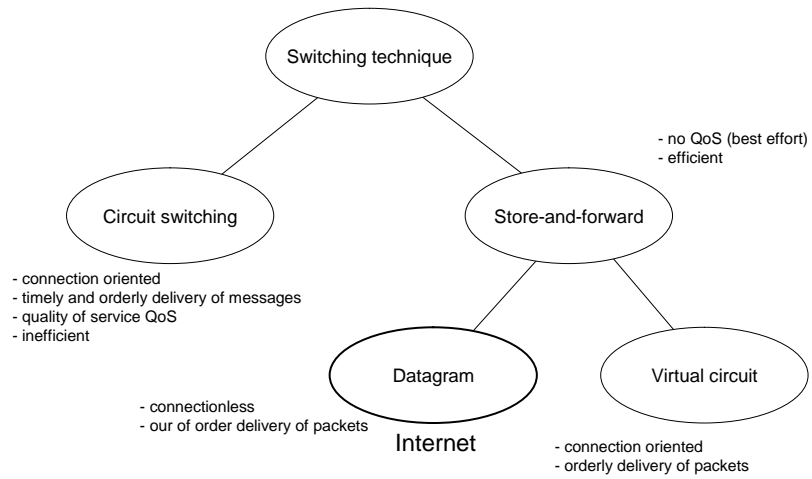 Switching technique
- no QoS (best effort)
- efficient
Circuit switching
Store-and-forward
- connection oriented
- timely and orderly delivery of messages
- quality of service QoS
- inefficient
Datagram
Virtual circuit
- connectionless
- our of order delivery of packets
Internet
- connection oriented
- orderly delivery of packets